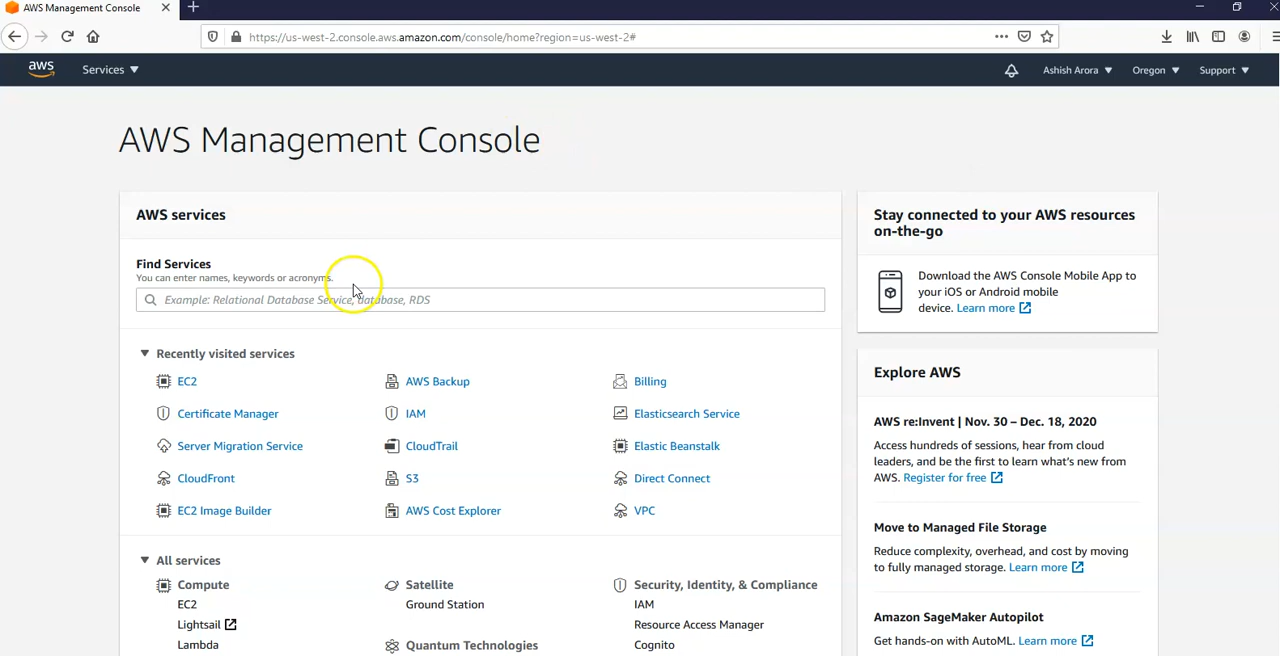 AWS Management Console
https://us-west-2.console.aws.amazon.com/console/home?region=us-west-2#
aws
Services
Ashish Arora
Oregon
Support
AWS Management Console
AWS services
Find Services
You can enter names, keywords or acronyms.
Example: Relational Database Service, database, RDS
Recently visited services
EC2
AWS Backup
Billing
Certificate Manager
IAM
Elasticsearch Service
Server Migration Service
CloudTrail
Elastic Beanstalk
CloudFront
S3
Direct Connect
EC2 Image Builder
AWS Cost Explorer
VPC
All services
Compute
EC2
Lightsail
Lambda
Satellite
Ground Station
Quantum Technologies
Security, Identity, & Compliance
IAM
Resource Access Manager
Cognito
Stay connected to your AWS resources
on-the-go
Download the AWS Console Mobile App to
your iOS or Android mobile
device. Learn more
Explore AWS
AWS re:Invent | Nov. 30 – Dec. 18, 2020
Access hundreds of sessions, hear from cloud
leaders, and be the first to learn what's new from
AWS. Register for free
Move to Managed File Storage
Reduce complexity, overhead, and cost by moving
to fully managed storage. Learn more
Amazon SageMaker Autopilot
Get hands-on with AutoML. Learn more